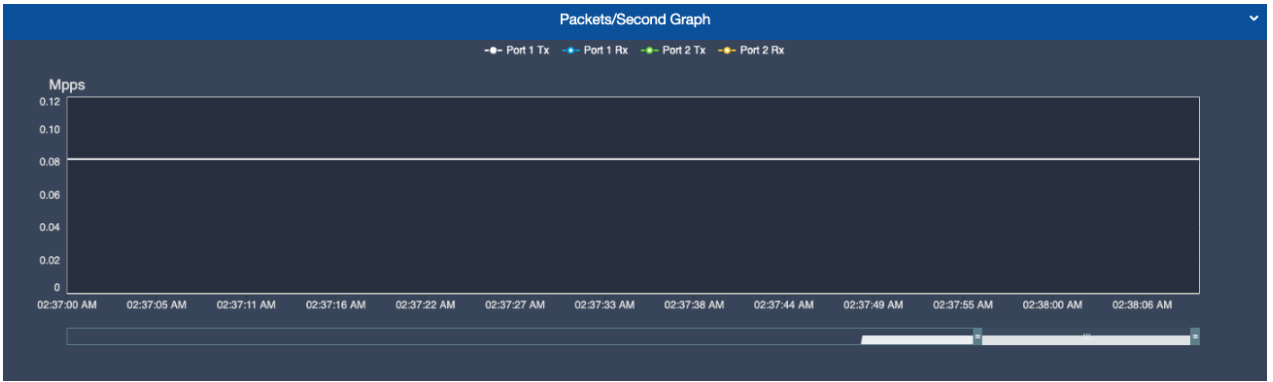 Packets/Second Graph
Port 1 Tx Port 1 Rx Port 2 Tx Port 2 Rx
Mpps
0.12
0.10
0.08
0.06
0.04
0.02
0
02:37:00 AM 02:37:05 AM 02:37:11 AM 02:37:16 AM 02:37:22 AM 02:37:27 AM 02:37:33 AM 02:37:38 AM 02:37:44 AM 02:37:49 AM 02:37:55 AM 02:38:00 AM 02:38:06 AM